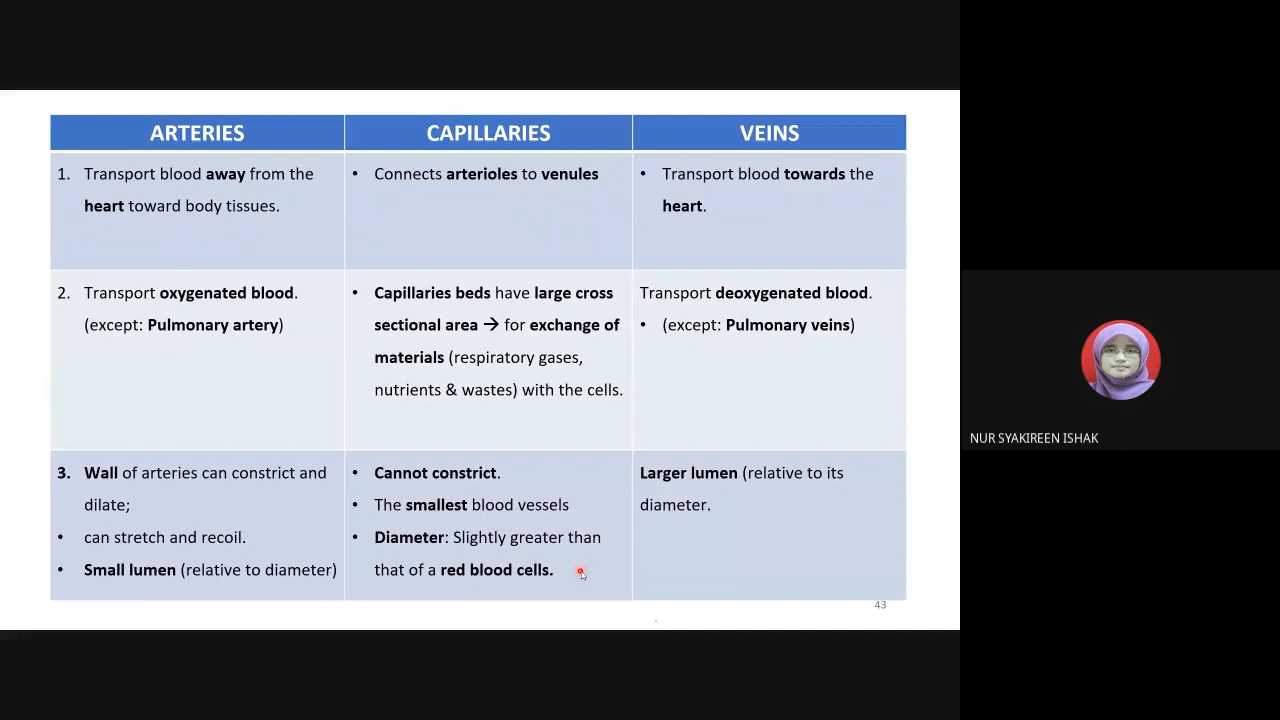 ARTERIES
CAPILLARIES
VEINS
1. Transport blood away from the
heart toward body tissues.
• Connects arterioles to venules
• Transport blood towards the
heart.
2. Transport oxygenated blood.
(except: Pulmonary artery)
• Capillaries beds have large cross
sectional area → for exchange of
materials (respiratory gases,
nutrients & wastes) with the cells.
Transport deoxygenated blood.
• (except: Pulmonary veins)
3. Wall of arteries can constrict and
dilate;
• can stretch and recoil.
• Small lumen (relative to diameter)
• Cannot constrict.
• The smallest blood vessels
• Diameter: Slightly greater than
that of a red blood cells.
Larger lumen (relative to its
diameter.
43
NUR SYAKIREEN ISHAK